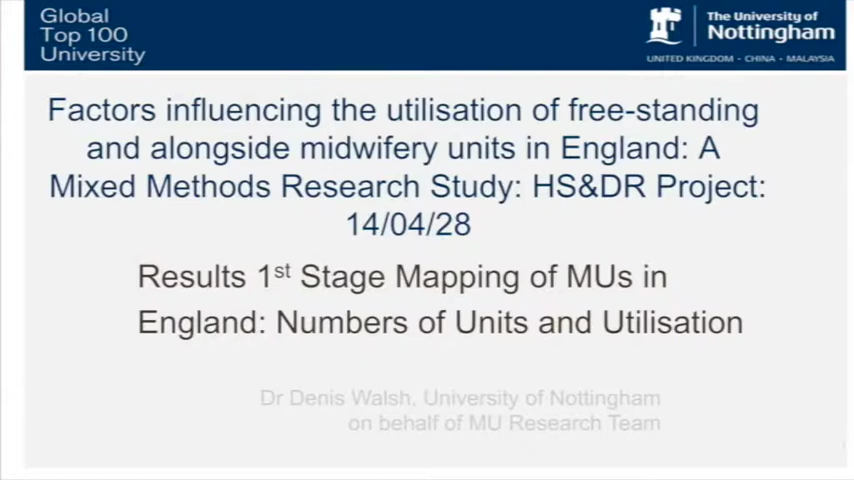 Global
Top 100
University
The University of
Nottingham
UNITED KINGDOM · CHINA · MALAYSIA
Factors influencing the utilisation of free-standing
and alongside midwifery units in England: A
Mixed Methods Research Study: HS&DR Project:
14/04/28
Results 1st Stage Mapping of MUs in
England: Numbers of Units and Utilisation
Dr Denis Walsh, University of Nottingham
on behalf of MU Research Team